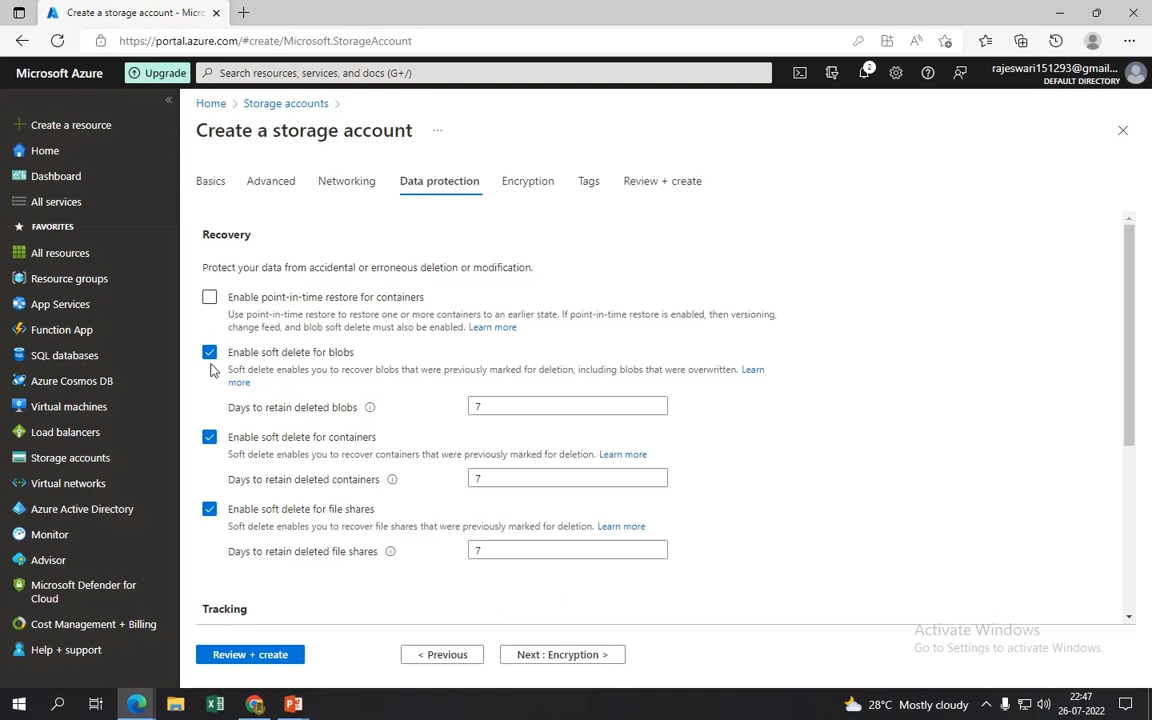 Create a storage account - Micr
https://portal.azure.com/#create/Microsoft.StorageAccount
Microsoft Azure
Upgrade
Search resources, services, and docs (G+/)
2
rajeswari151293@gmail....
DEFAULT DIRECTORY
Create a resource
Home
Dashboard
All services
FAVORITES
All resources
Resource groups
App Services
Function App
SQL databases
Azure Cosmos DB
Virtual machines
Load balancers
Storage accounts
Virtual networks
Azure Active Directory
Monitor
Advisor
Microsoft Defender for
Cloud
Cost Management + Billing
Help + support
Home > Storage accounts >
Create a storage account ...
Basics Advanced Networking Data protection Encryption Tags Review + create
Recovery
Protect your data from accidental or erroneous deletion or modification.
Enable point-in-time restore for containers
Use point-in-time restore to restore one or more containers to an earlier state. If point-in-time restore is enabled, then versioning,
change feed, and blob soft delete must also be enabled. Learn more
Enable soft delete for blobs
Soft delete enables you to recover blobs that were previously marked for deletion, including blobs that were overwritten. Learn
more
Days to retain deleted blobs 7
Enable soft delete for containers
Soft delete enables you to recover containers that were previously marked for deletion. Learn more
Days to retain deleted containers 7
Enable soft delete for file shares
Soft delete enables you to recover file shares that were previously marked for deletion. Learn more
Days to retain deleted file shares 7
Tracking
Review + create
< Previous
Next : Encryption >
Activate Windows
Go to Settings to activate Windows.
28°C Mostly cloudy
22:47
26-07-2022